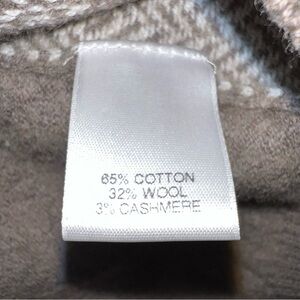 65% COTTON
32% WOOL
3% CASHMERE